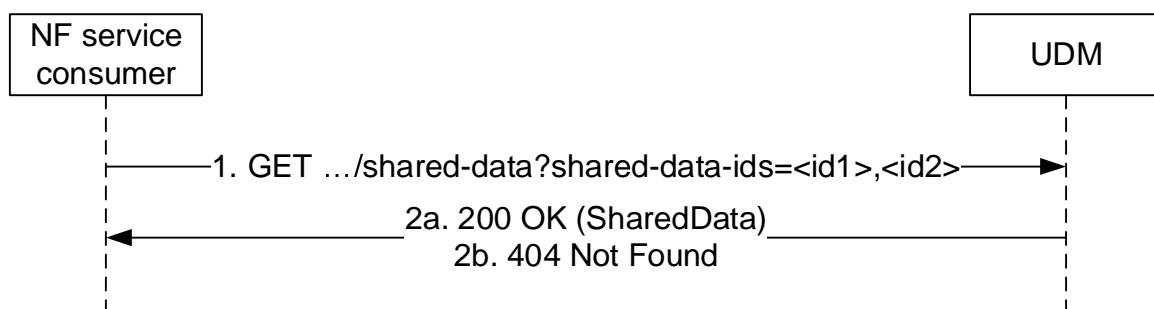 NF service
consumer
UDM
1. GET …/shared-data?shared-data-ids=<id1>,<id2>
2a. 200 OK (SharedData)
2b. 404 Not Found